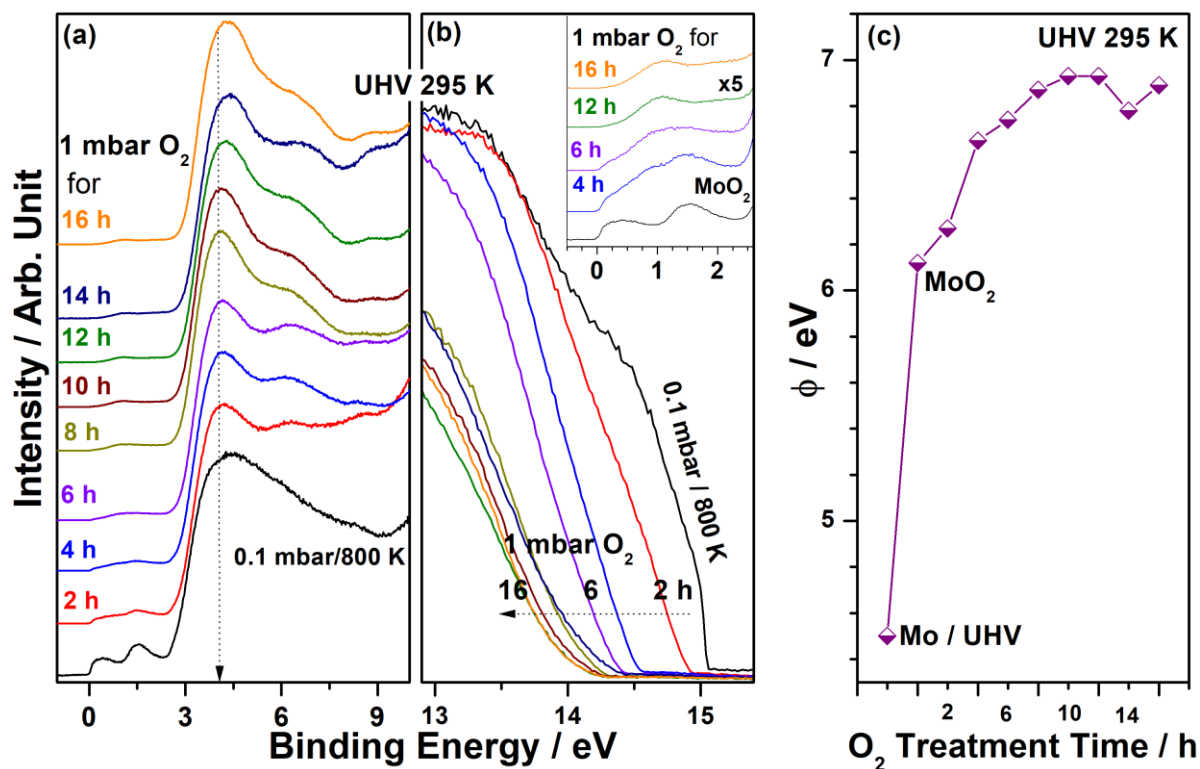 (a)
1 mbar O2
for
16 h
14 h
12 h
10 h
8 h
6 h
4 h
2 h
0.1 mbar/800 K
0
3
6
9
Intensity / Arb. Unit
(b)
UHV 295 K
1 mbar O2 for
16 h
x5
12 h
6 h
4 h
MoO2
0
1
2
0.1 mbar / 800 K
1 mbar O2
16
6
2 h
13
14
15
Binding Energy / eV
(c)
UHV 295 K
7
6
5
ϕ / eV
MoO2
Mo / UHV
2
6
10
14
O2 Treatment Time / h